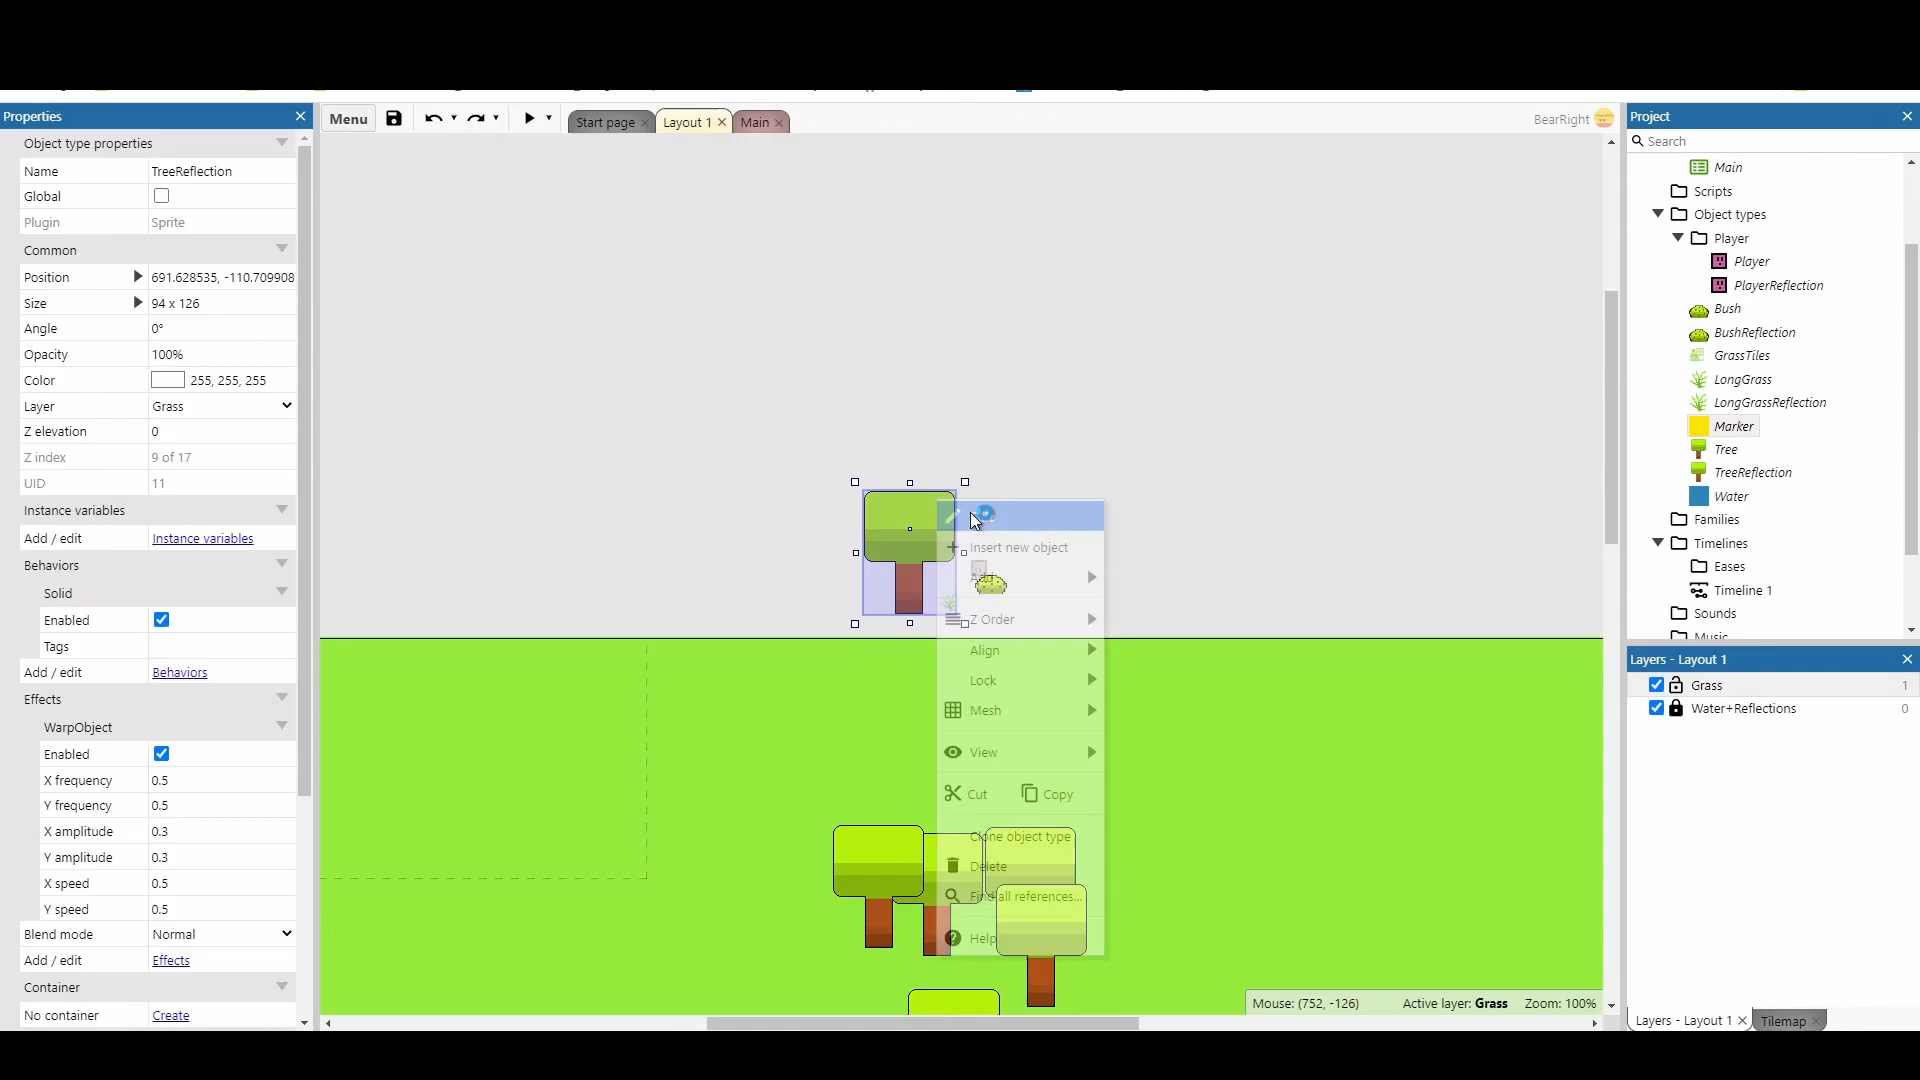 Properties
Object type properties
Name TreeReflection
Global
Plugin Sprite
Common
Position 691.628535, -110.709908
Size 94 x 126
Angle 0°
Opacity 100%
Color 255, 255, 255
Layer Grass
Z elevation 0
Z index 9 of 17
UID 11
Instance variables
Add / edit Instance variables
Behaviors
Solid
Enabled
Tags
Add / edit Behaviors
Effects
WarpObject
Enabled
X frequency 0.5
Y frequency 0.5
X amplitude 0.3
Y amplitude 0.3
X speed 0.5
Y speed 0.5
Blend mode Normal
Add / edit Effects
Container
No container Create
Menu
Start page
Layout 1
Main
BearRight
Insert new object
Z Order
Align
Lock
Mesh
View
Cut Copy
Clone object type
Delete
Find all references...
Help
Mouse: (752, -126) Active layer: Grass Zoom: 100%
Project
Search
Main
Scripts
Object types
Player
Player
PlayerReflection
Bush
BushReflection
GrassTiles
LongGrass
LongGrassReflection
Marker
Tree
TreeReflection
Water
Families
Timelines
Eases
Timeline 1
Sounds
Music
Layers - Layout 1
Grass 1
Water+Reflections 0
Layers - Layout 1
Tilemap